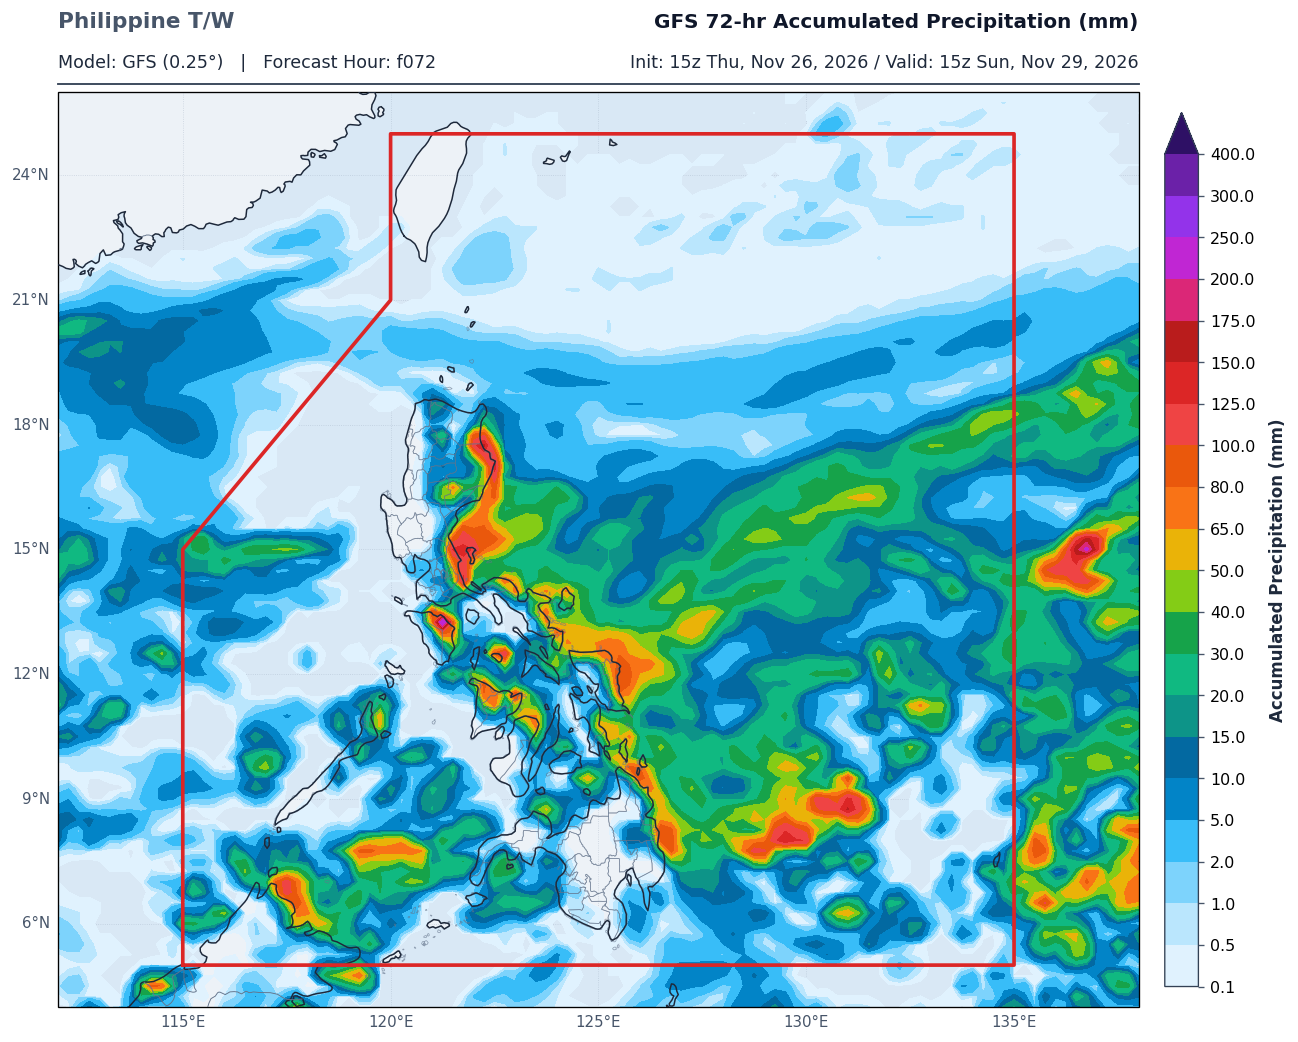 Philippine T/W
GFS 72-hr Accumulated Precipitation (mm)
Model: GFS (0.25°)   |   Forecast Hour: f072
Init: 15z Thu, Nov 26, 2026 / Valid: 15z Sun, Nov 29, 2026
24°N
21°N
18°N
15°N
12°N
9°N
6°N
115°E
120°E
125°E
130°E
135°E
400.0
300.0
250.0
200.0
175.0
150.0
125.0
100.0
80.0
65.0
50.0
40.0
30.0
20.0
15.0
10.0
5.0
2.0
1.0
0.5
0.1
Accumulated Precipitation (mm)